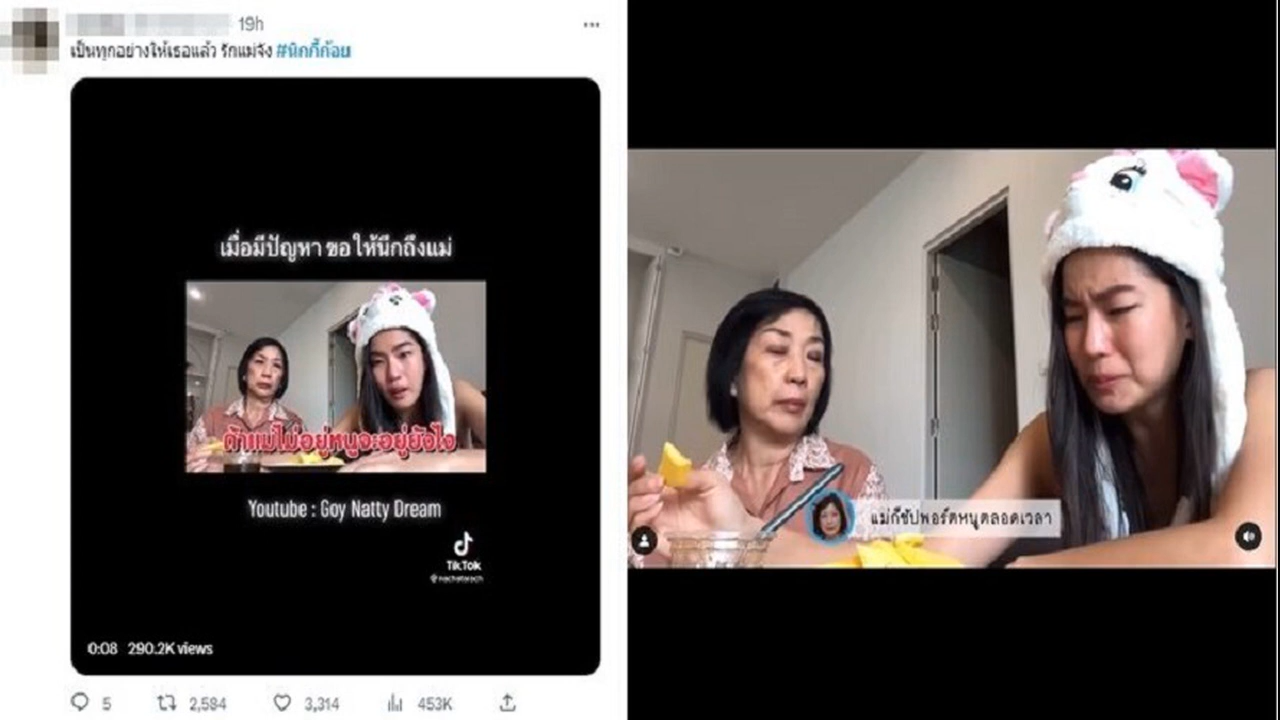 19h
เป็นทุกอย่างให้เธอแล้ว รักแม่จัง #นิกกี้ก้อย
เมื่อมีปัญหา ขอให้นึกถึงแม่
ถ้าแม่ไม่อยู่หนูจะอยู่ยังไง
Youtube : Goy Natty Dream
TikTok
0:08 290.2K views
5 2,584 3,314 453K
แม่ก็ซัปพอร์ตหนูตลอดเวลา